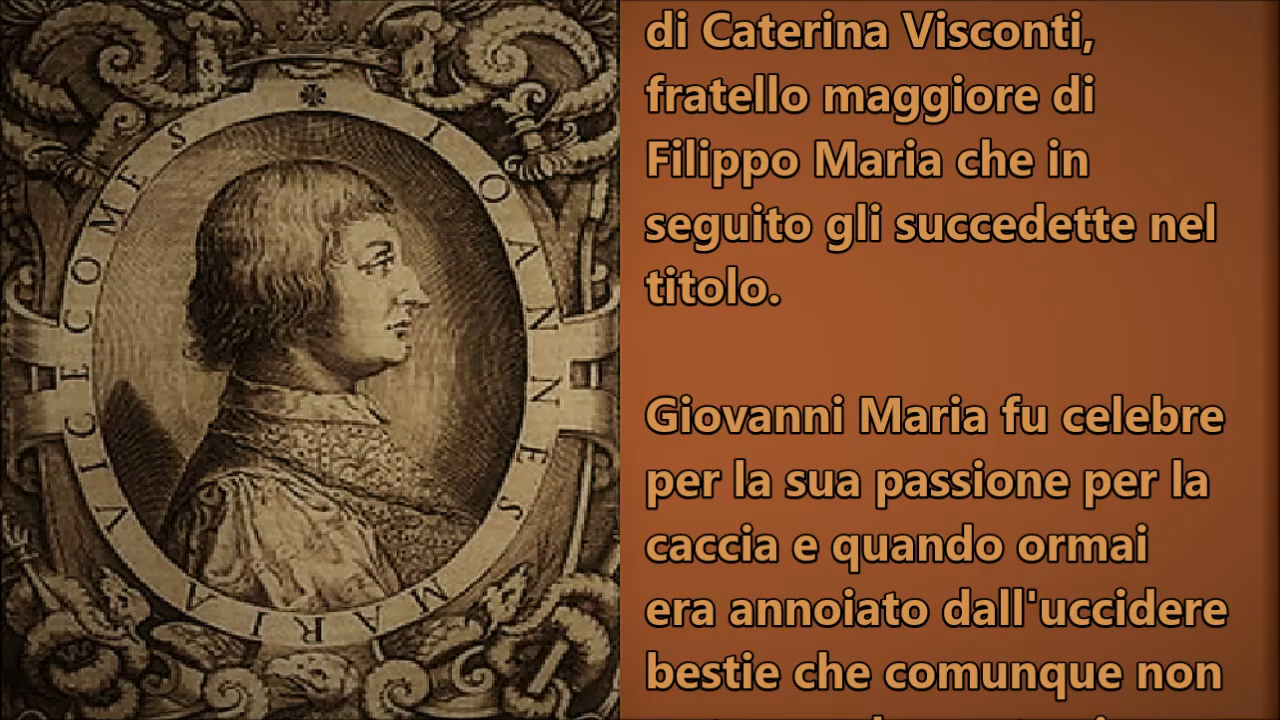 IOANNES MARIA VICECOMES
di Caterina Visconti,
fratello maggiore di
Filippo Maria che in
seguito gli succedette nel
titolo.
Giovanni Maria fu celebre
per la sua passione per la
caccia e quando ormai
era annoiato dall'uccidere
bestie che comunque non